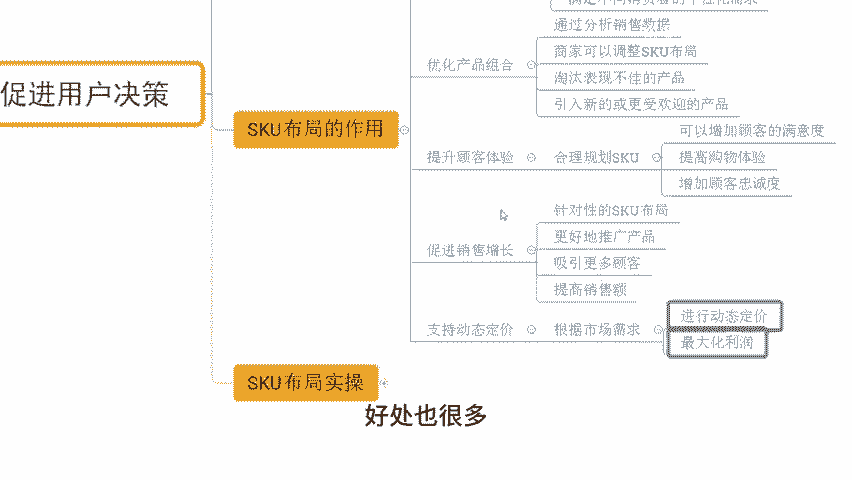 通过分析销售数据
优化产品组合
商家可以调整SKU布局
淘汰表现不佳的产品
引入新的或更受欢迎的产品
促进用户决策
SKU布局的作用
可以增加顾客的满意度
提升顾客体验
合理规划SKU
提高购物体验
增加顾客忠诚度
针对性的SKU布局
更好地推广产品
促进销售增长
吸引更多顾客
提高销售额
支持动态定价
根据市场需求
进行动态定价
最大化利润
SKU布局实操
好处也很多